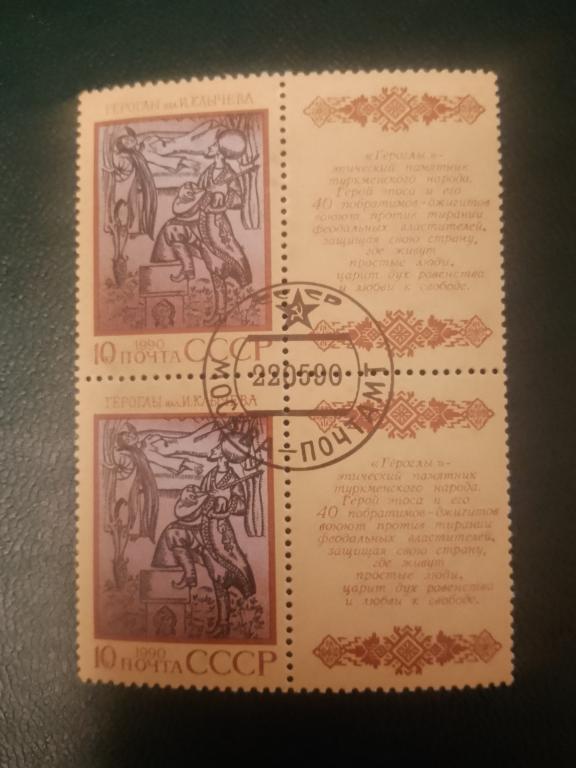 ГЕРОГЛЫ илл. И. КЛЫЧЕВА
10 1990 ПОЧТА СССР
«Героглы»-
эпический памятник
туркменского народа.
Герой эпоса и его
40 побратимов-джигитов
воюют против тирании
феодальных властителей,
защищая свою страну,
где живут
простые люди,
царит дух равенства
и любви к свободе.
СССР
220590
МОСКВА-ПОЧТАМТ
ГЕРОГЛЫ илл. И. КЛЫЧЕВА
10 1990 ПОЧТА СССР
«Героглы»-
эпический памятник
туркменского народа.
Герой эпоса и его
40 побратимов-джигитов
воюют против тирании
феодальных властителей,
защищая свою страну,
где живут
простые люди,
царит дух равенства
и любви к свободе.